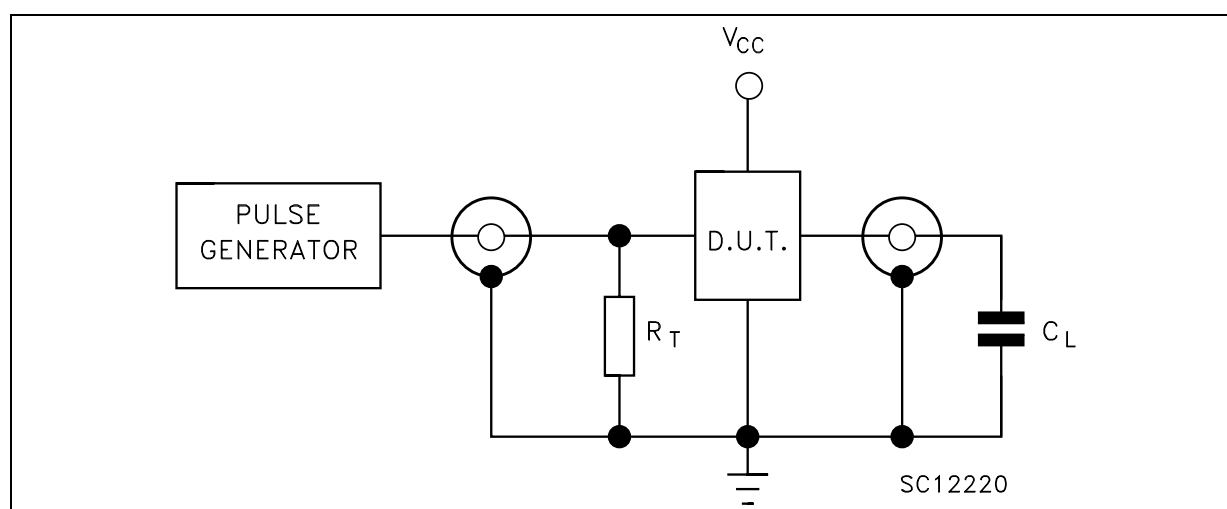 VCC
PULSE
GENERATOR
D.U.T.
RT
CL
SC12220